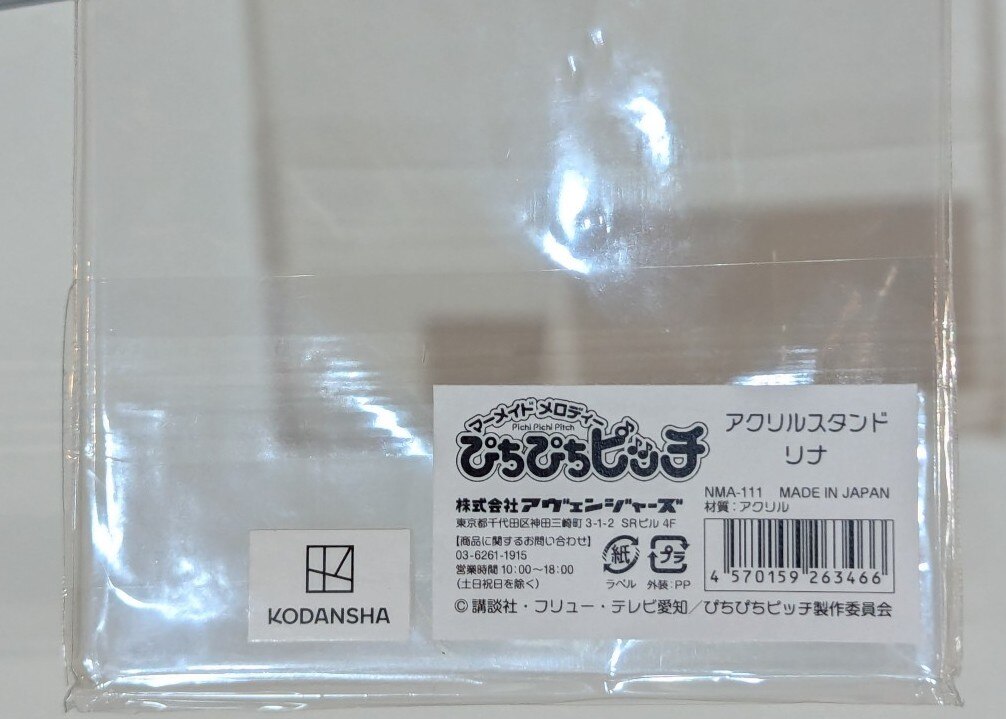 マーメイド メロディー
Pichi Pichi Pitch
ぴちぴちピッチ
アクリルスタンド
リナ
NMA-111 MADE IN JAPAN
材質：アクリル
株式会社アヴェンジャーズ
東京都千代田区神田三崎町 3-1-2 SRビル 4F
【商品に関するお問い合わせ】
03-6261-1915
営業時間 10:00～18:00
(土日祝日を除く)
紙
ラベル
プラ
外装：PP
4 570159 263466
©講談社・フリュー・テレビ愛知／ぴちぴちピッチ製作委員会
KODANSHA